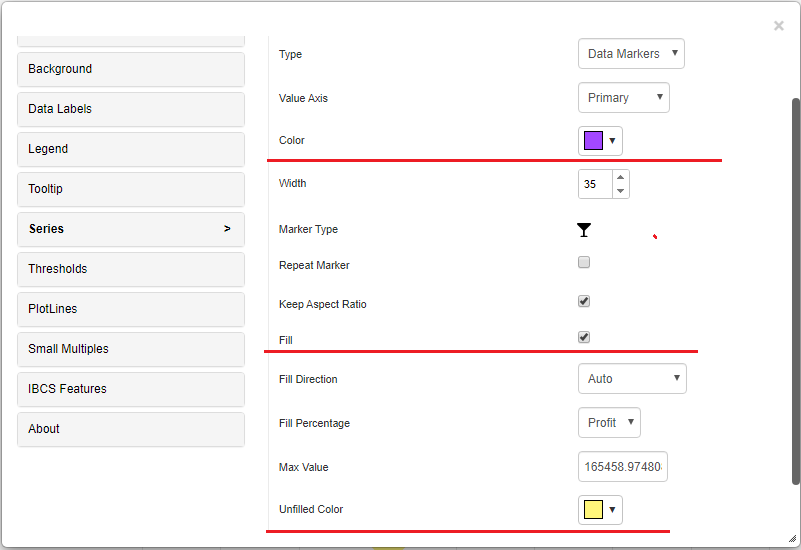 ×
Background
Data Labels
Legend
Tooltip
Series >
Thresholds
PlotLines
Small Multiples
IBCS Features
About
Type Data Markers
Value Axis Primary
Color
Width 35
Marker Type
Repeat Marker
Keep Aspect Ratio
Fill
Fill Direction Auto
Fill Percentage Profit
Max Value 165458.97480
Unfilled Color